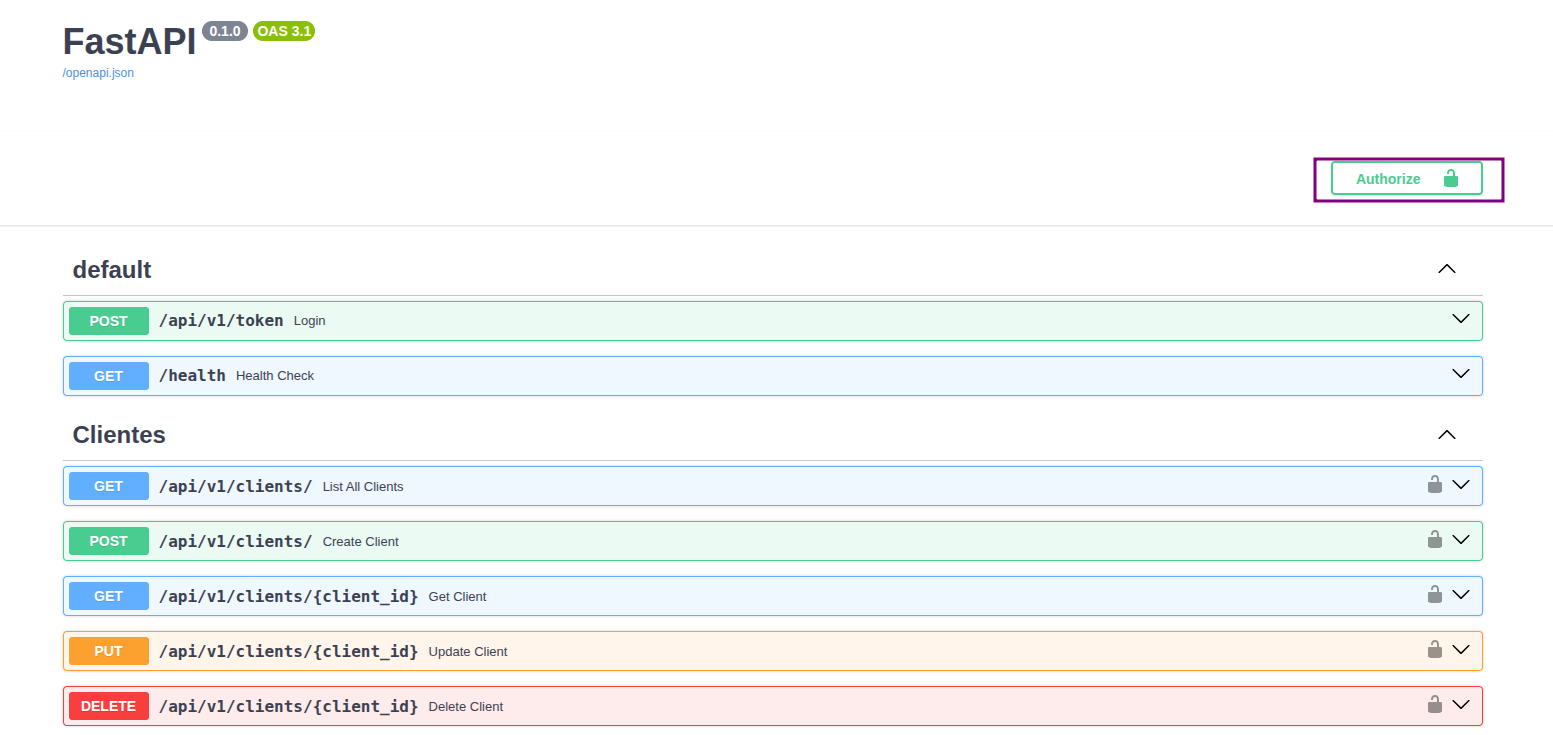 FastAPI 0.1.0 OAS 3.1
/openapi.json
Authorize
default
POST /api/v1/token Login
GET /health Health Check
Clientes
GET /api/v1/clients/ List All Clients
POST /api/v1/clients/ Create Client
GET /api/v1/clients/{client_id} Get Client
PUT /api/v1/clients/{client_id} Update Client
DELETE /api/v1/clients/{client_id} Delete Client